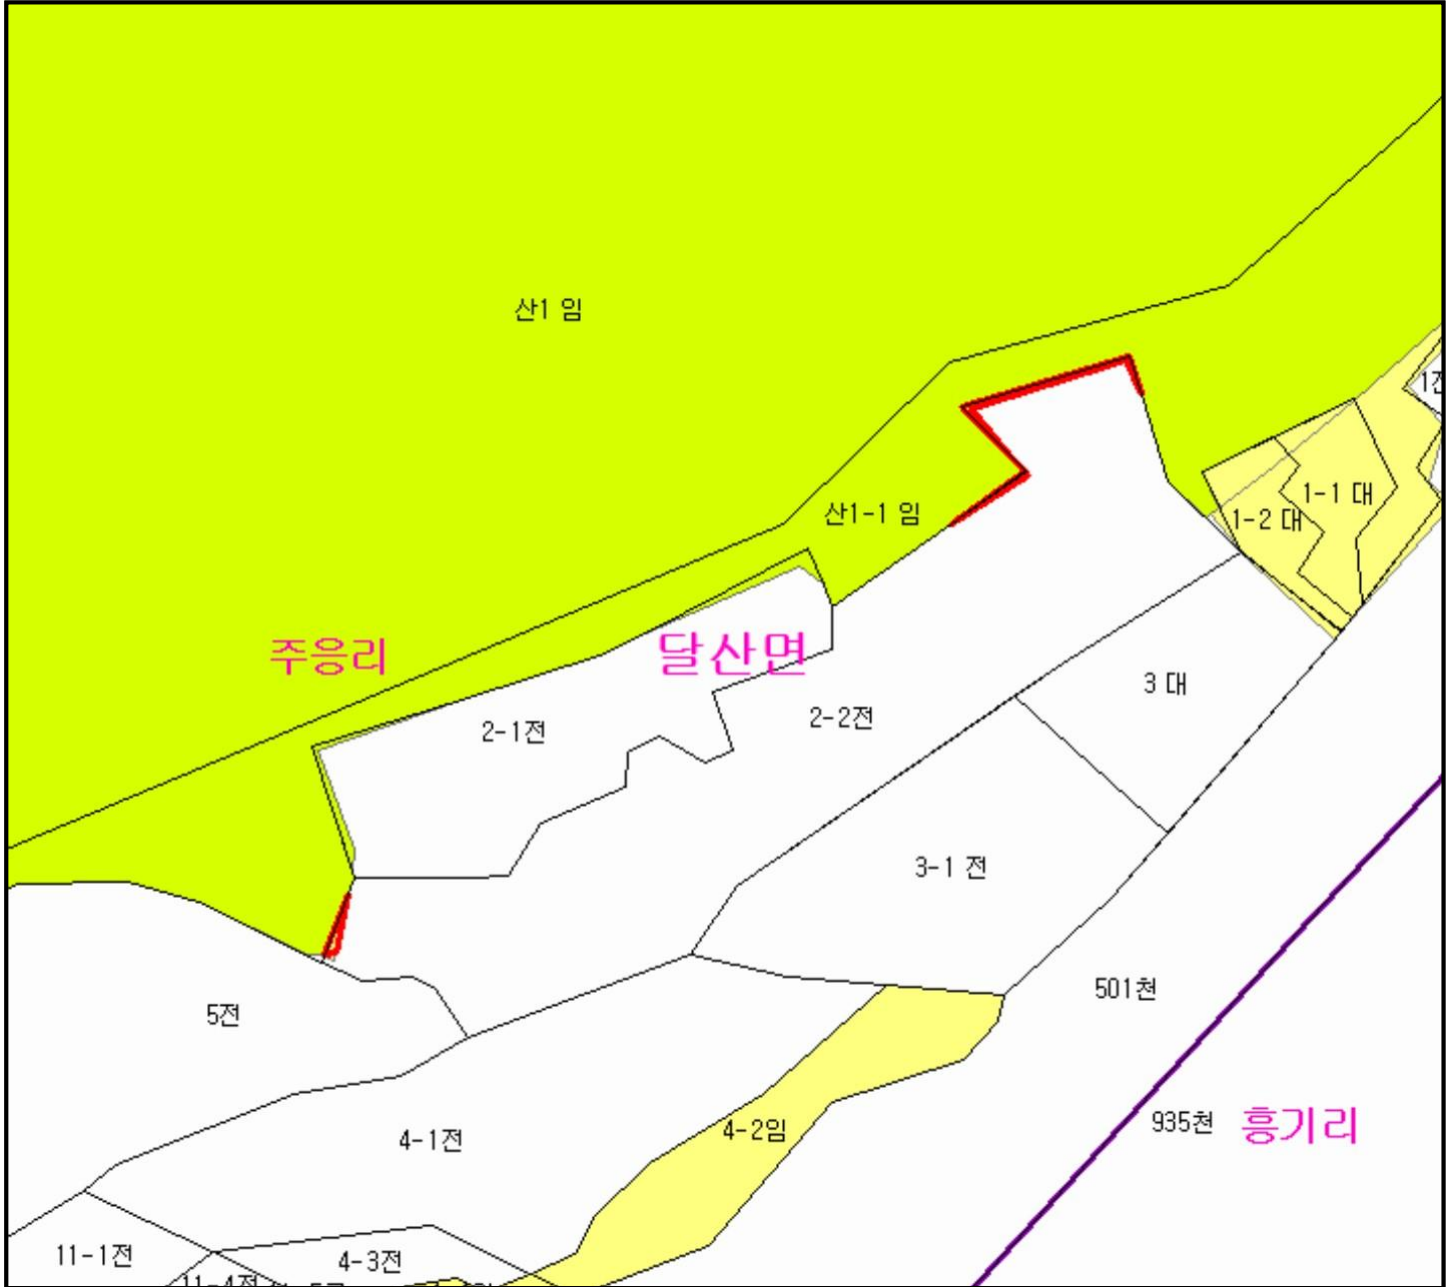 산1 임
1전
1-1 대
산1-1 임
1-2 대
주응리
달산면
3 대
2-1전
2-2전
3-1 전
501천
5전
935천
흥기리
4-2임
4-1전
11-1전
4-3전
11-4전